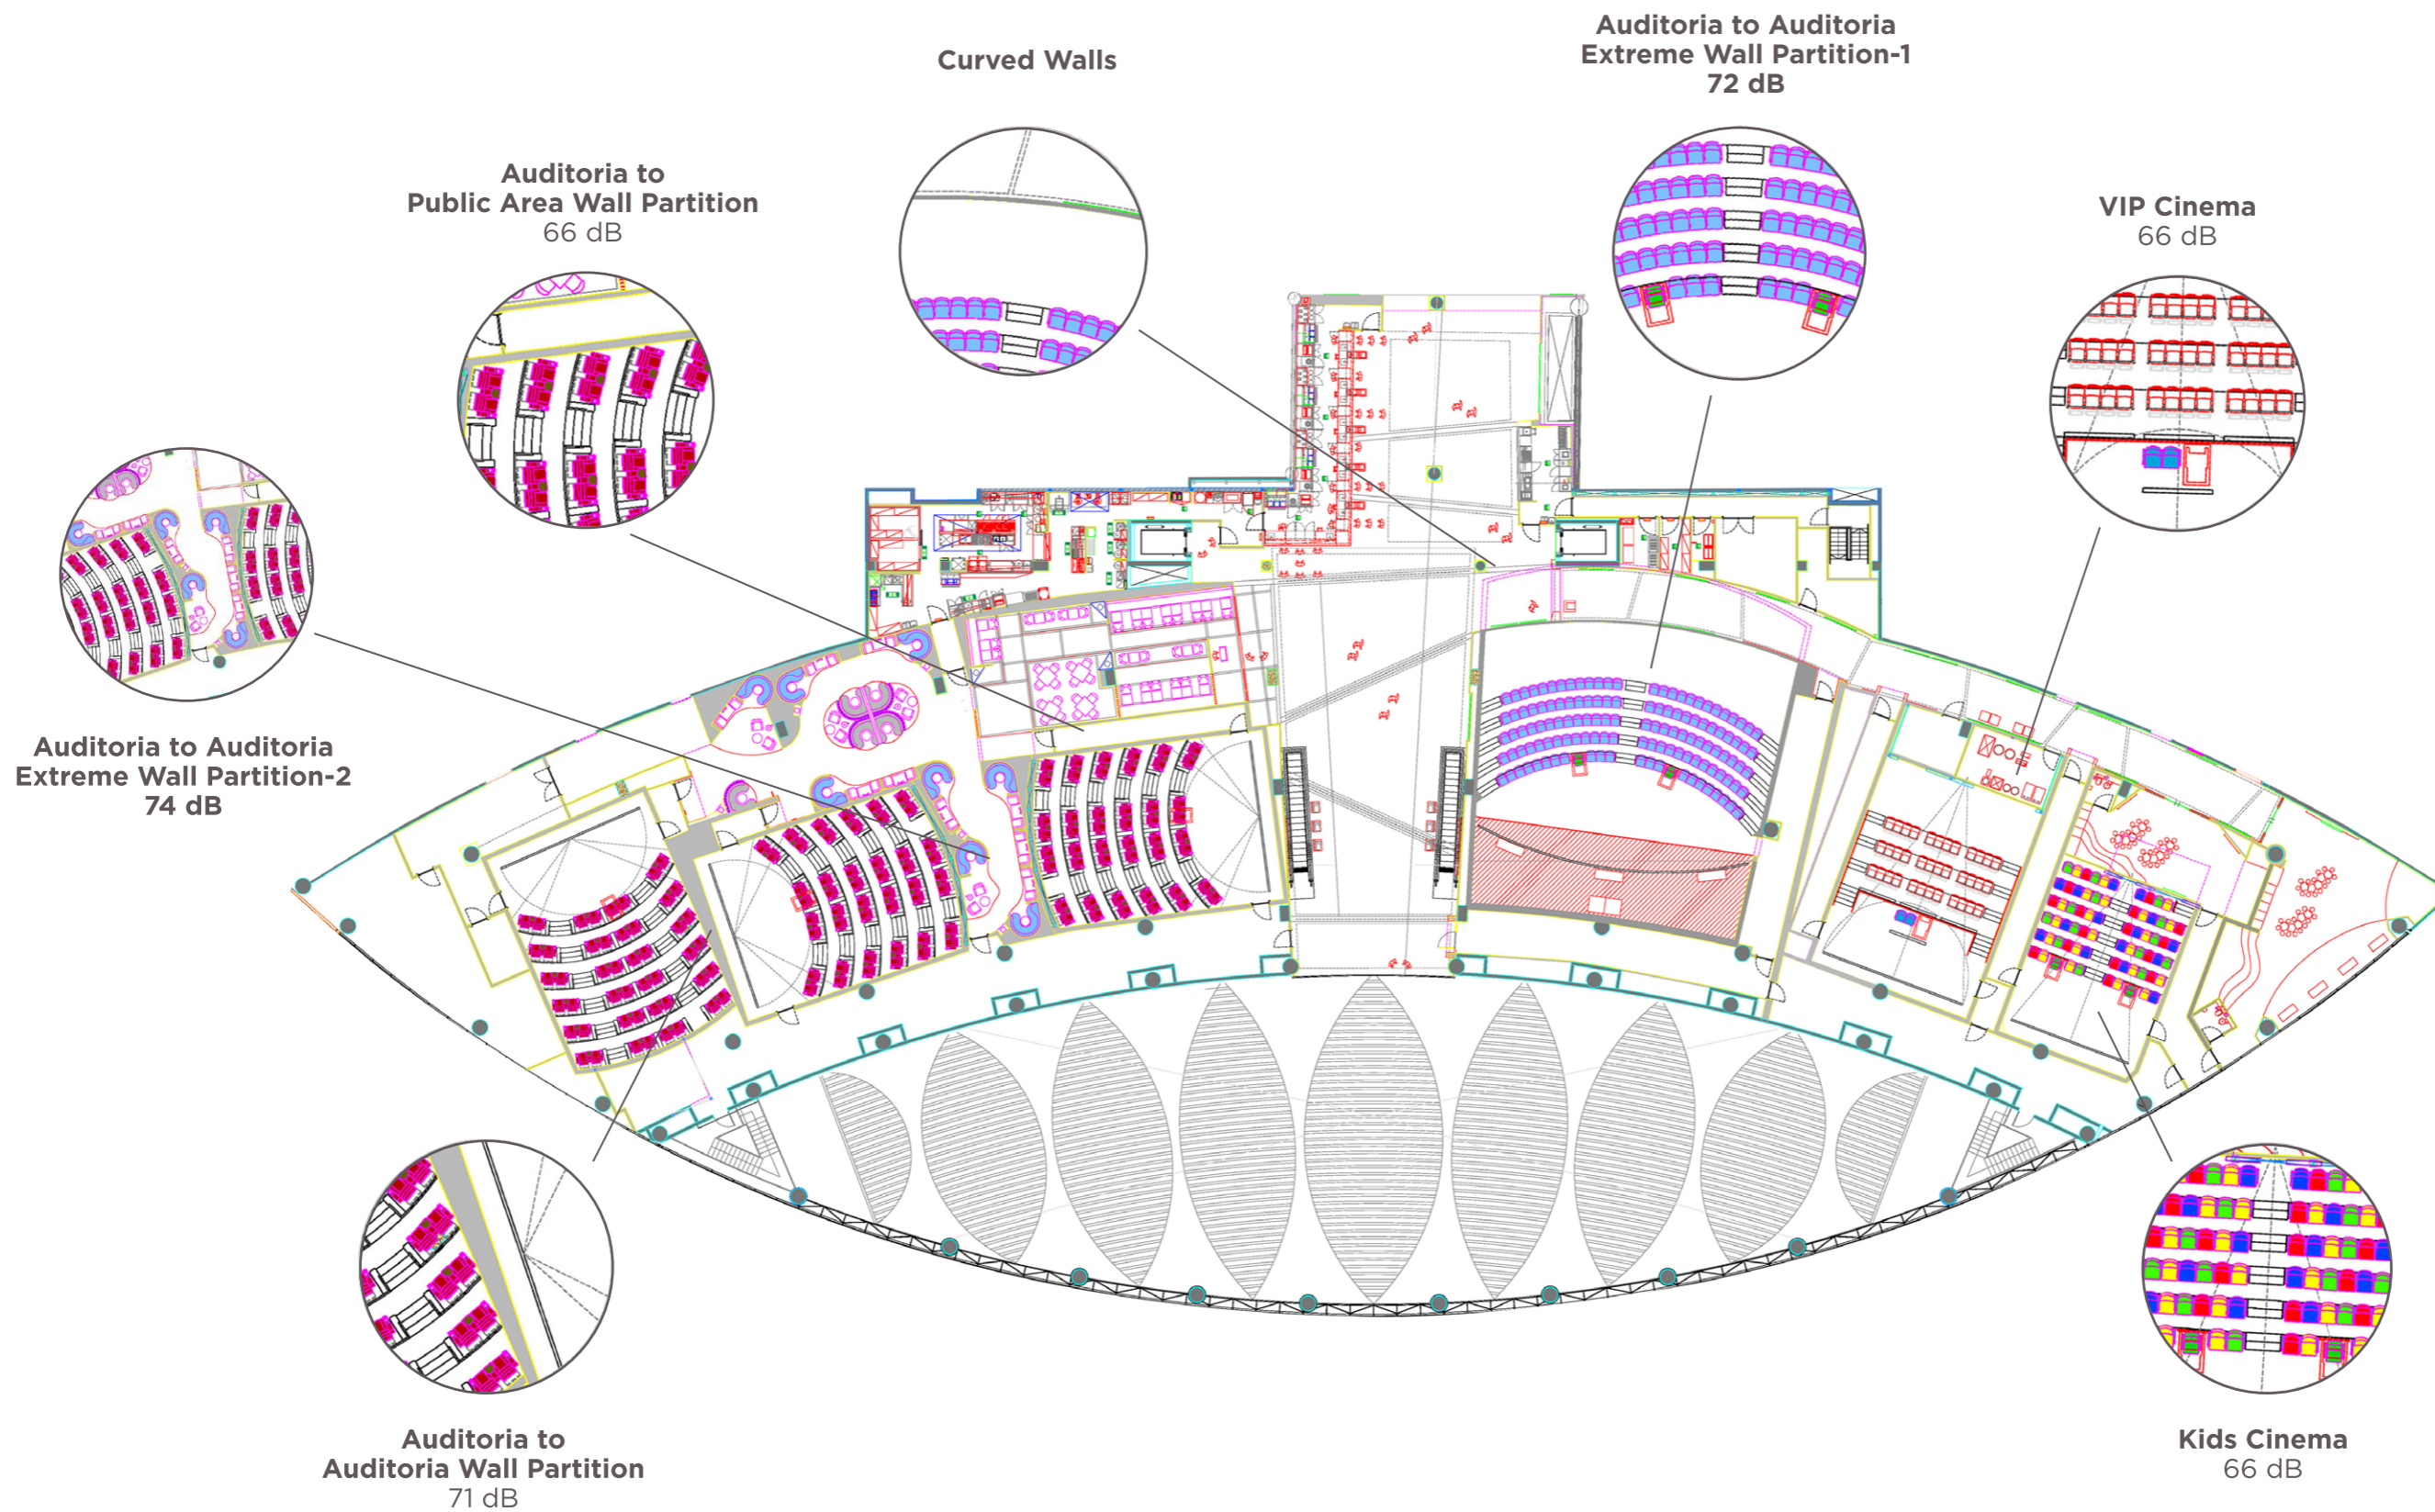 Auditoria to Auditoria
Extreme Wall Partition-1
72 dB
Curved Walls
Auditoria to
Public Area Wall Partition
66 dB
VIP Cinema
66 dB
Auditoria to Auditoria
Extreme Wall Partition-2
74 dB
Auditoria to
Auditoria Wall Partition
71 dB
Kids Cinema
66 dB